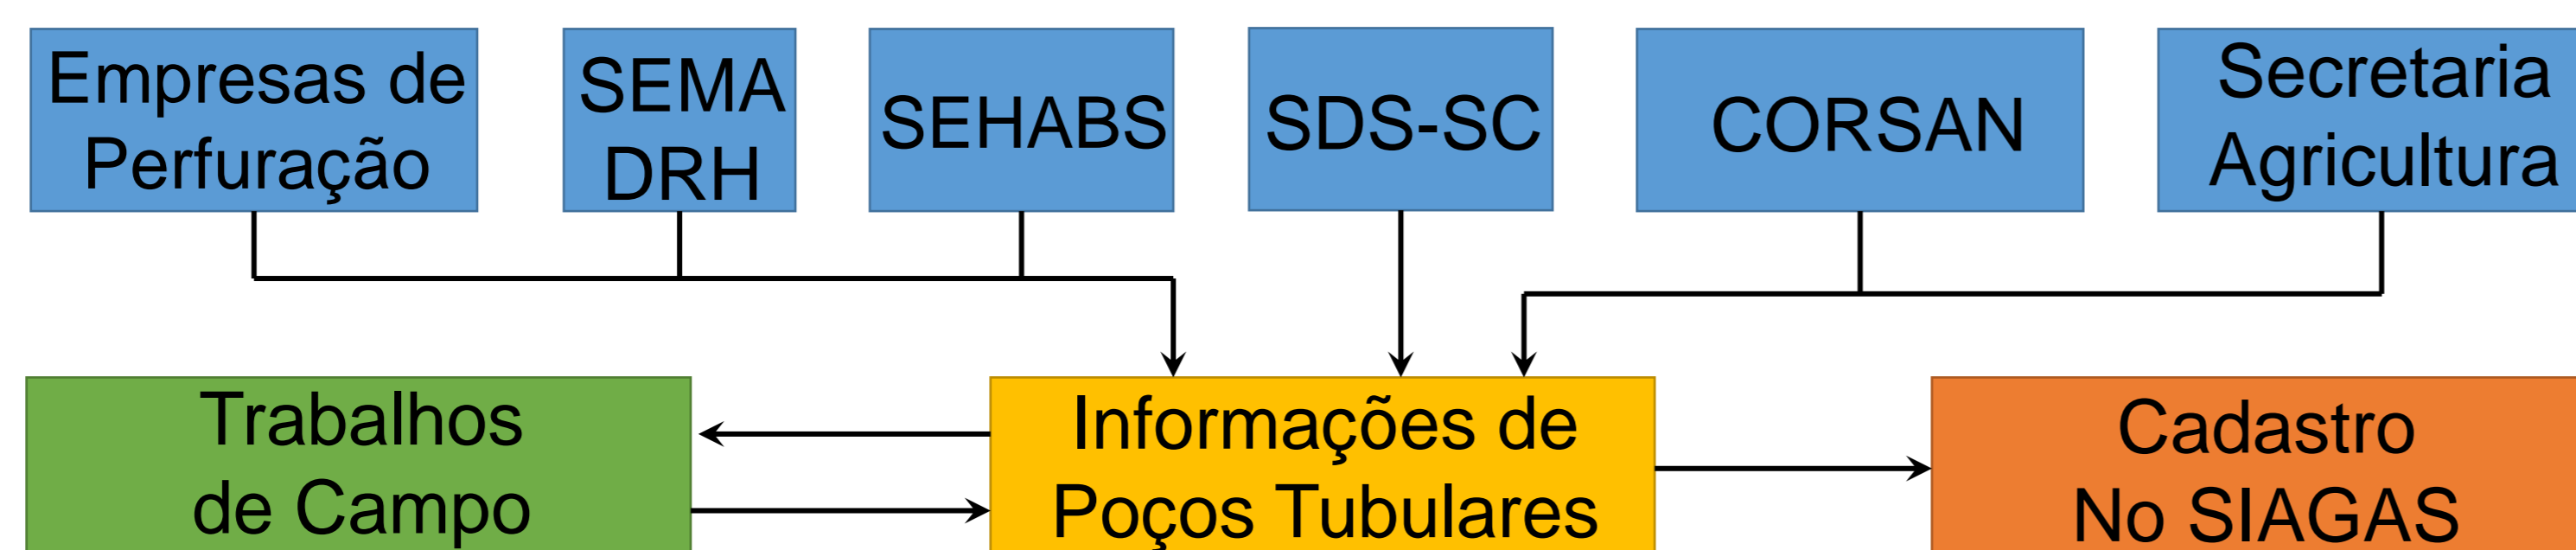 Empresas de
Perfuração
SEMA
DRH
SEHABS
SDS-SC
CORSAN
Secretaria
Agricultura
Trabalhos
de Campo
Informações de
Poços Tubulares
Cadastro
No SIAGAS